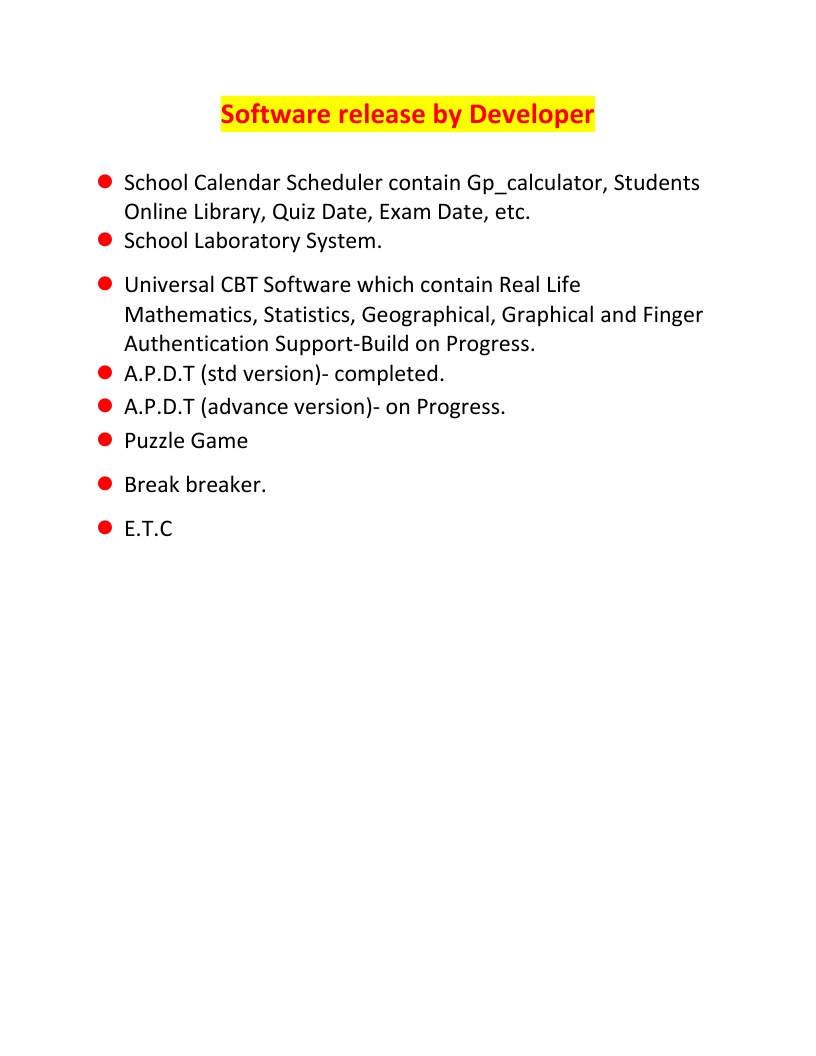 Software release by Developer
● School Calendar Scheduler contain Gp_calculator, Students
Online Library, Quiz Date, Exam Date, etc.
● School Laboratory System.
● Universal CBT Software which contain Real Life
Mathematics, Statistics, Geographical, Graphical and Finger
Authentication Support-Build on Progress.
● A.P.D.T (std version)- completed.
● A.P.D.T (advance version)- on Progress.
● Puzzle Game
● Break breaker.
● E.T.C